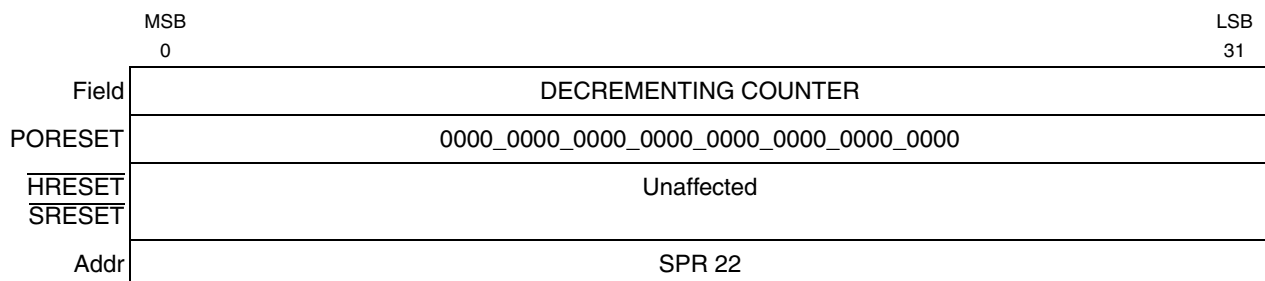 MSB LSB
0 31
Field DECREMENTING COUNTER
PORESET 0000_0000_0000_0000_0000_0000_0000_0000
HRESET Unaffected
SRESET
Addr SPR 22